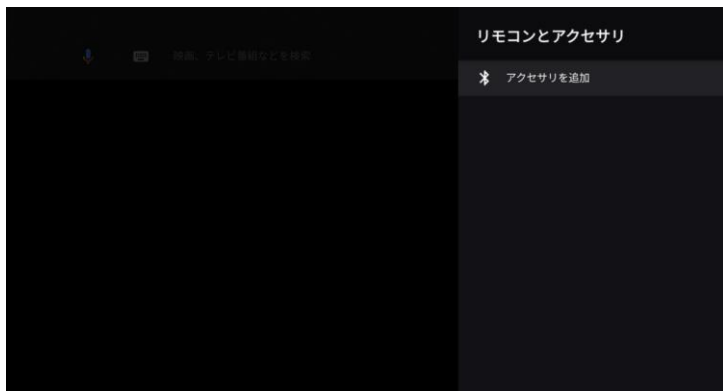 リモコンとアクセサリ
映画、テレビ番組などを検索
アクセサリを追加